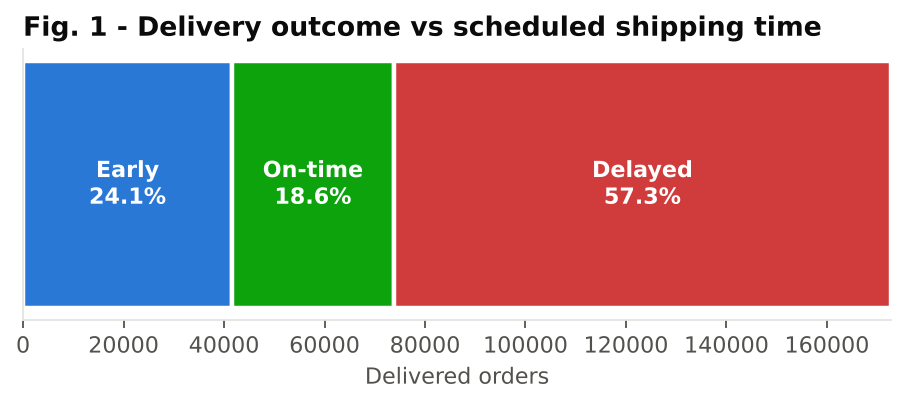 Fig. 1 - Delivery outcome vs scheduled shipping time
Early
24.1%
On-time
18.6%
Delayed
57.3%
0 20000 40000 60000 80000 100000 120000 140000 160000
Delivered orders